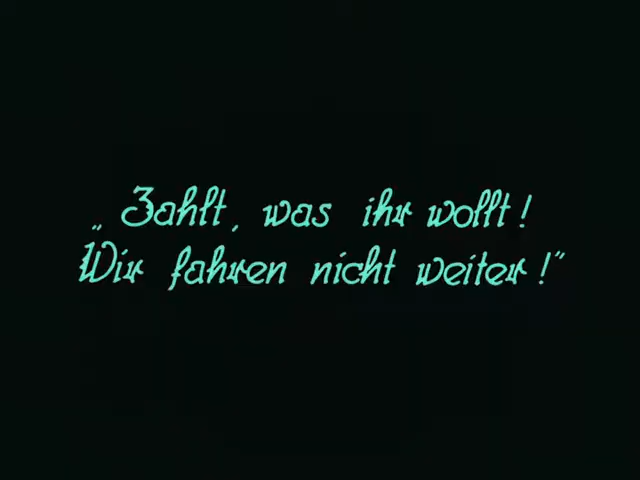 „Zahlt, was ihr wollt!
Wir fahren nicht weiter!”